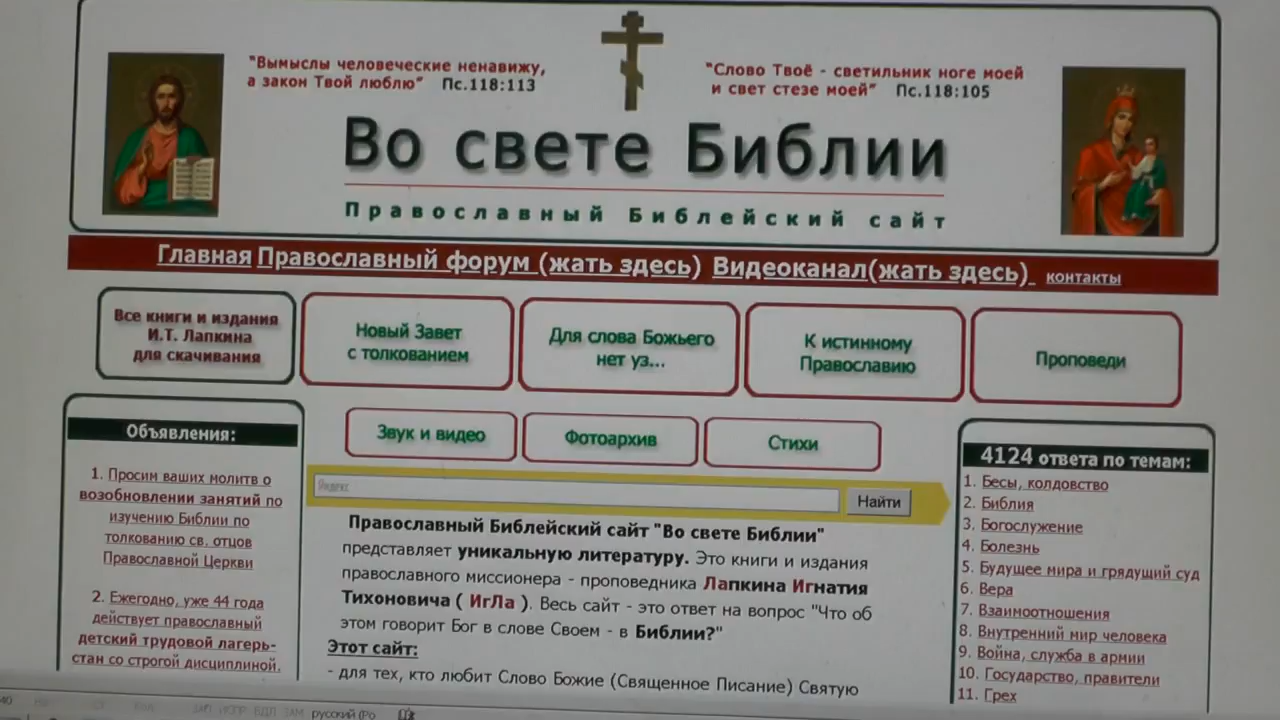 "Вымыслы человеческие ненавижу,
а закон Твой люблю" Пс.118:113
"Слово Твоё - светильник ноге моей
и свет стезе моей" Пс.118:105
Во свете Библии
Православный Библейский сайт
Главная Православный форум (жать здесь) Видеоканал(жать здесь) контакты
Все книги и издания
И.Т. Лапкина
для скачивания
Новый Завет
с толкованием
Для слова Божьего
нет уз...
К истинному
Православию
Проповеди
Звук и видео
Фотоархив
Стихи
Объявления:
1. Просим ваших молитв о
возобновлении занятий по
изучению Библии по
толкованию св. отцов
Православной Церкви
2. Ежегодно, уже 44 года
действует православный
детский трудовой лагерь-
стан со строгой дисциплиной.
Яндекс
Найти
Православный Библейский сайт "Во свете Библии"
представляет уникальную литературу. Это книги и издания
православного миссионера - проповедника Лапкина Игнатия
Тихоновича ( ИгЛа ). Весь сайт - это ответ на вопрос "Что об
этом говорит Бог в слове Своем - в Библии?"
Этот сайт:
- для тех, кто любит Слово Божие (Священное Писание) Святую
4124 ответа по темам:
1. Бесы, колдовство
2. Библия
3. Богослужение
4. Болезнь
5. Будущее мира и грядущий суд
6. Вера
7. Взаимоотношения
8. Внутренний мир человека
9. Война, служба в армии
10. Государство, правители
11. Грех
русский (Ро